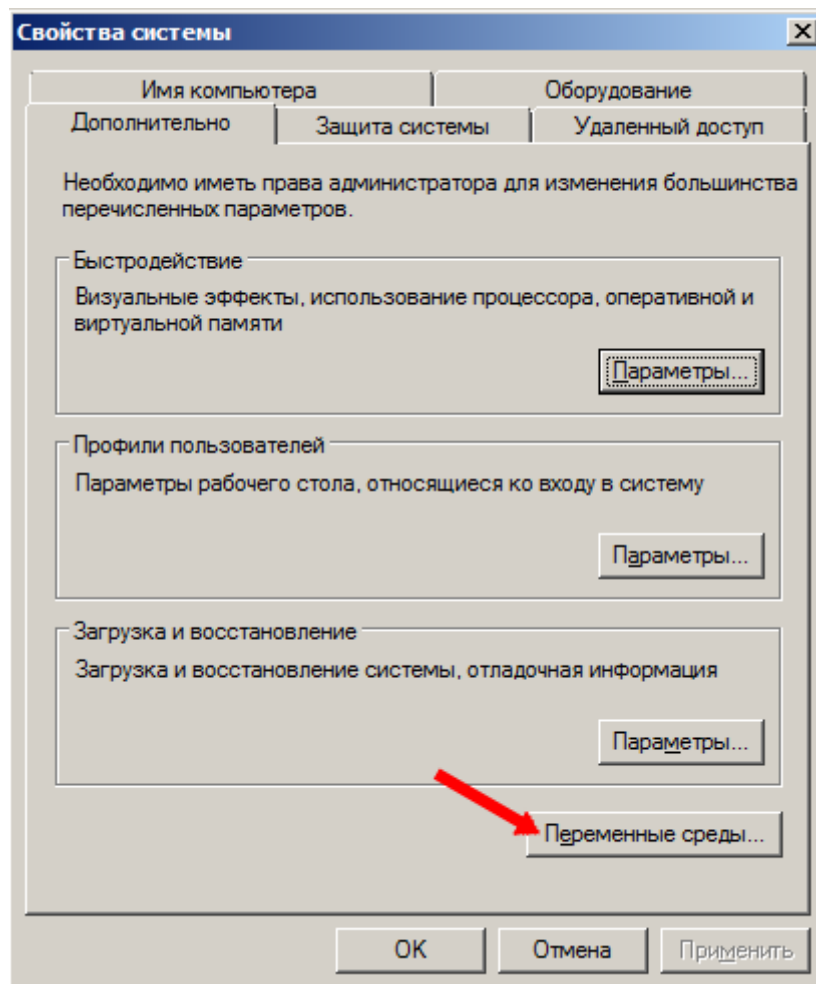 Свойства системы
Имя компьютера
Оборудование
Дополнительно
Защита системы
Удаленный доступ
Необходимо иметь права администратора для изменения большинства
перечисленных параметров.
Быстродействие
Визуальные эффекты, использование процессора, оперативной и
виртуальной памяти
Параметры...
Профили пользователей
Параметры рабочего стола, относящиеся ко входу в систему
Параметры...
Загрузка и восстановление
Загрузка и восстановление системы, отладочная информация
Параметры...
Переменные среды...
OK
Отмена
Применить